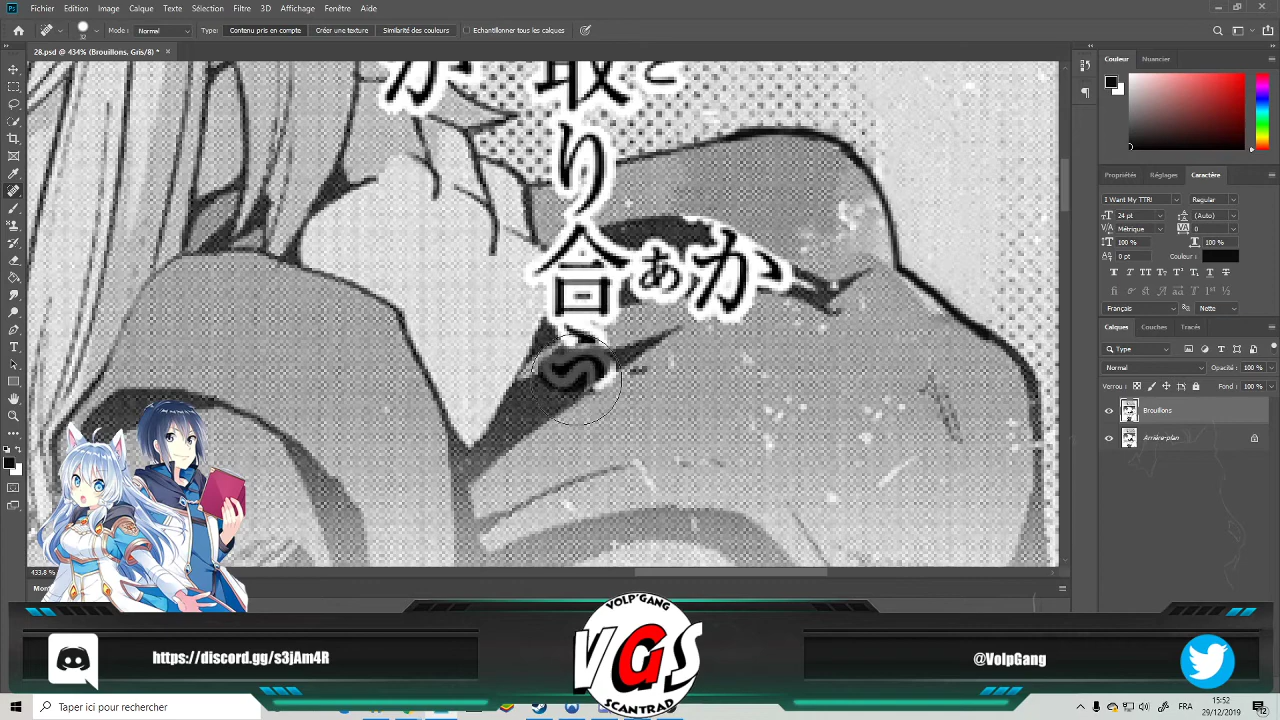 Ps Fichier Edition Image Calque Texte Sélection Filtre 3D Affichage Fenêtre Aide
32 Mode : Normal Type : Contenu pris en compte Créer une texture Similarité des couleurs Echantillonner tous les calques
28.psd @ 434% (Brouillons, Gris/8) * ×
Couleur Nuancier
Propriétés Réglages Caractère
I Want My TTR! Regular
24 pt (Auto)
Métrique 0
100 % 100 %
0 pt
Français Nette
Calques Couches Tracés
Type
Normal Opacité : 100 %
Verrou : Fond : 100 %
Brouillons
Arrière-plan
か
取り合
かぁ
433.8 %
VOLP'GANG
VGS
SCANTRAD
https://discord.gg/s3jAm4R
@VolpGang
Taper ici pour rechercher
FRA
15:52
29/12/2019